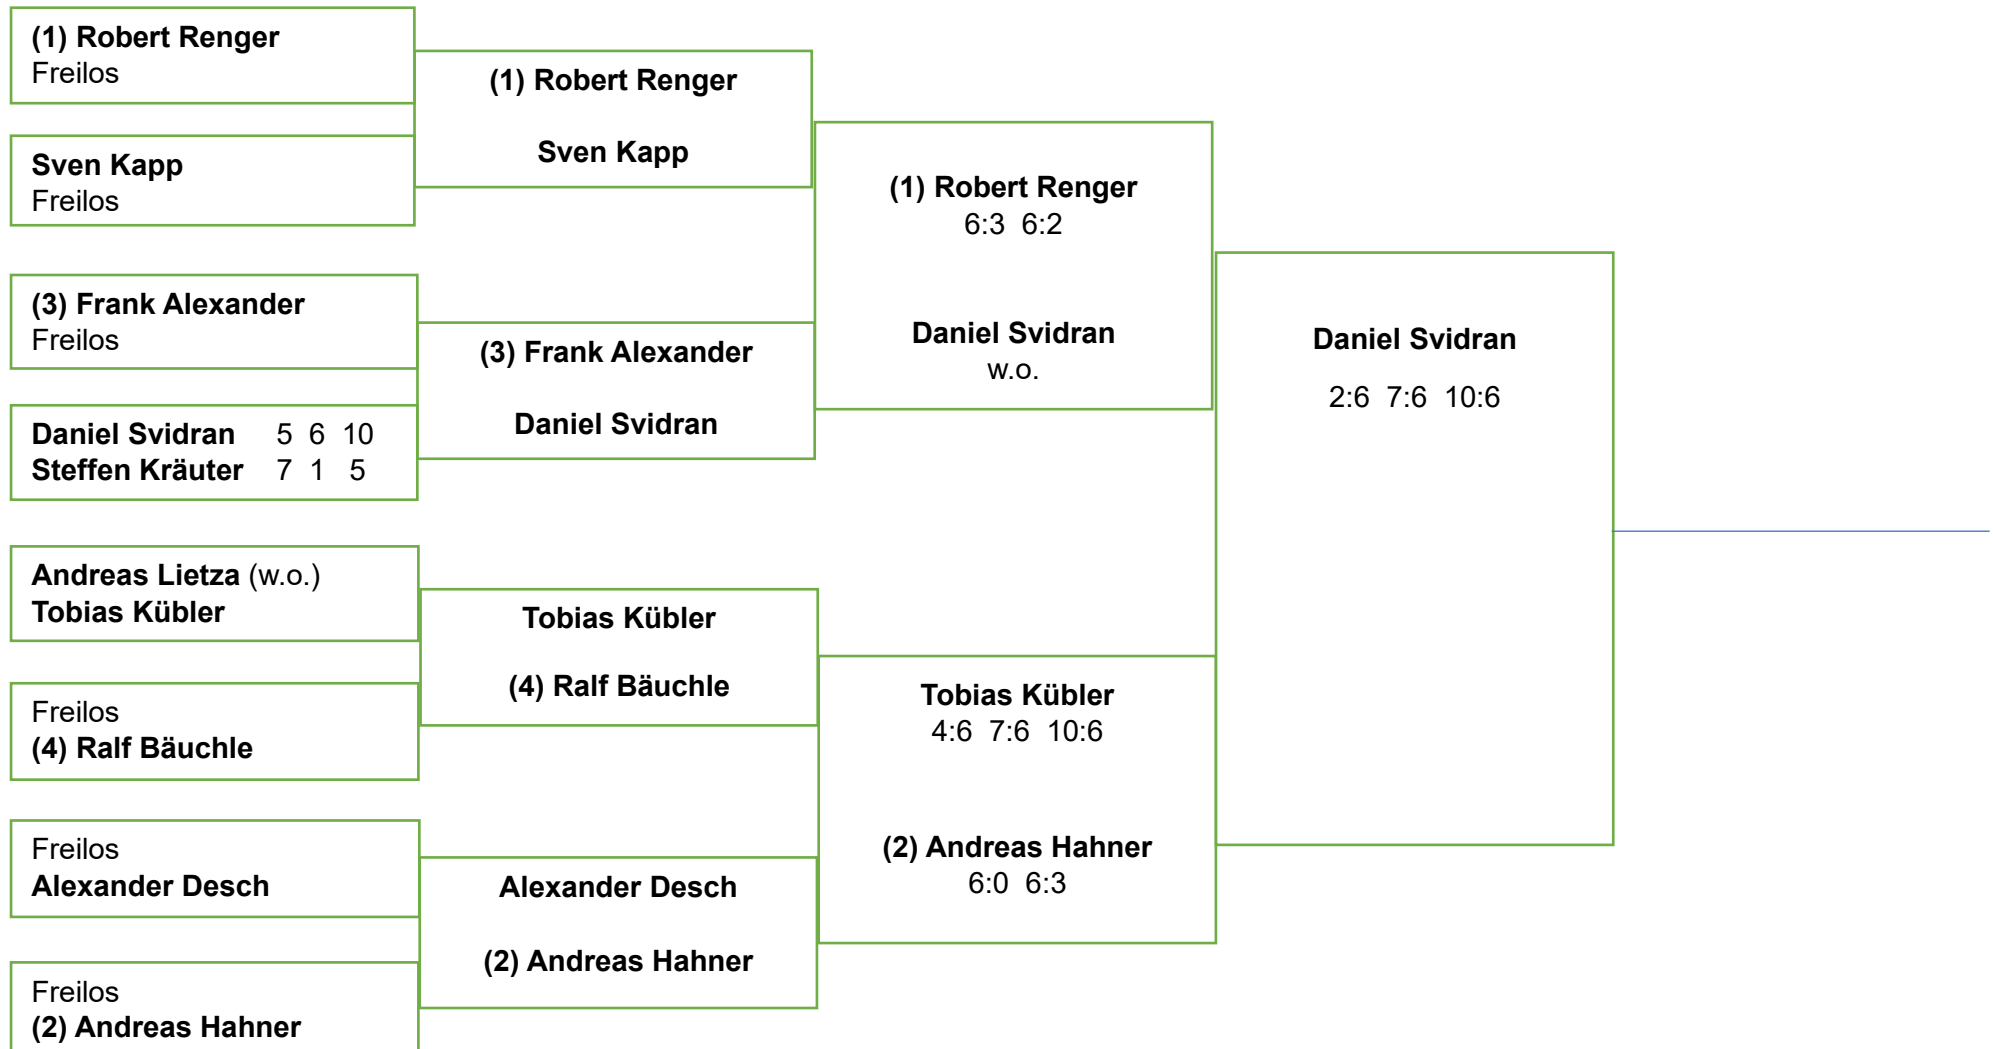 (1) Robert Renger
Freilos
Sven Kapp
Freilos
(3) Frank Alexander
Freilos
Daniel Svidran 5 6 10
Steffen Kräuter 7 1 5
Andreas Lietza (w.o.)
Tobias Kübler
Freilos
(4) Ralf Bäuchle
Freilos
Alexander Desch
Freilos
(2) Andreas Hahner
(1) Robert Renger
Sven Kapp
(3) Frank Alexander
Daniel Svidran
Tobias Kübler
(4) Ralf Bäuchle
Alexander Desch
(2) Andreas Hahner
(1) Robert Renger
6:3 6:2
Daniel Svidran
w.o.
Tobias Kübler
4:6 7:6 10:6
(2) Andreas Hahner
6:0 6:3
Daniel Svidran
2:6 7:6 10:6